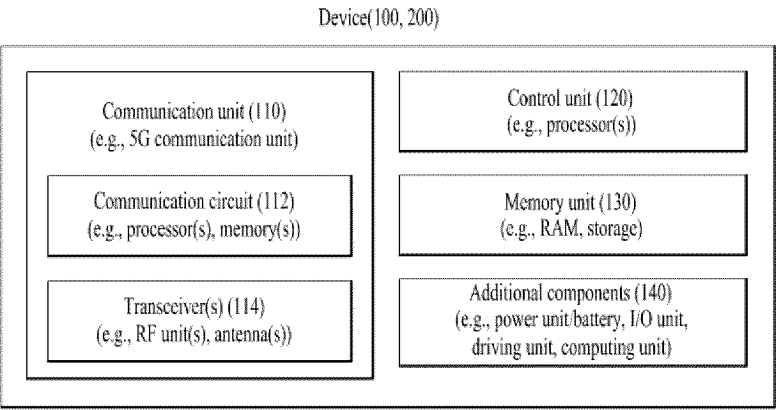 Device(100, 200)
Communication unit (110)
(e.g., 5G communication unit)
Communication circuit (112)
(e.g., processor(s), memory(s))
Transceiver(s) (114)
(e.g., RF unit(s), antenna(s))
Control unit (120)
(e.g., processor(s))
Memory unit (130)
(e.g., RAM, storage)
Additional components (140)
(e.g., power unit/battery, I/O unit,
driving unit, computing unit)